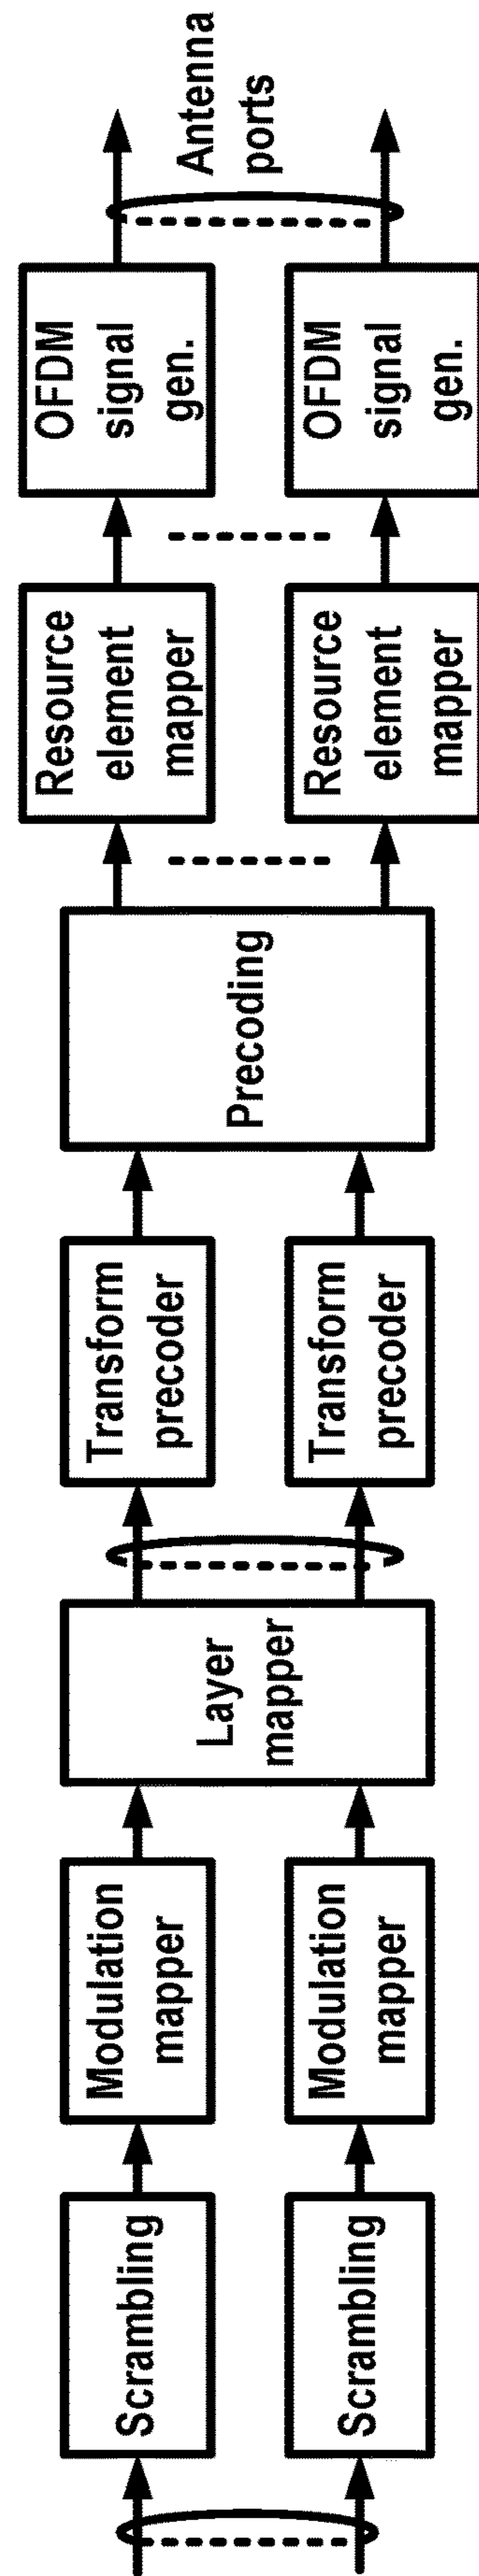 Scrambling
Scrambling
Modulation
mapper
Modulation
mapper
Layer
mapper
Transform
precoder
Transform
precoder
Precoding
Resource
element
mapper
Resource
element
mapper
OFDM
signal
gen.
OFDM
signal
gen.
Antenna
ports